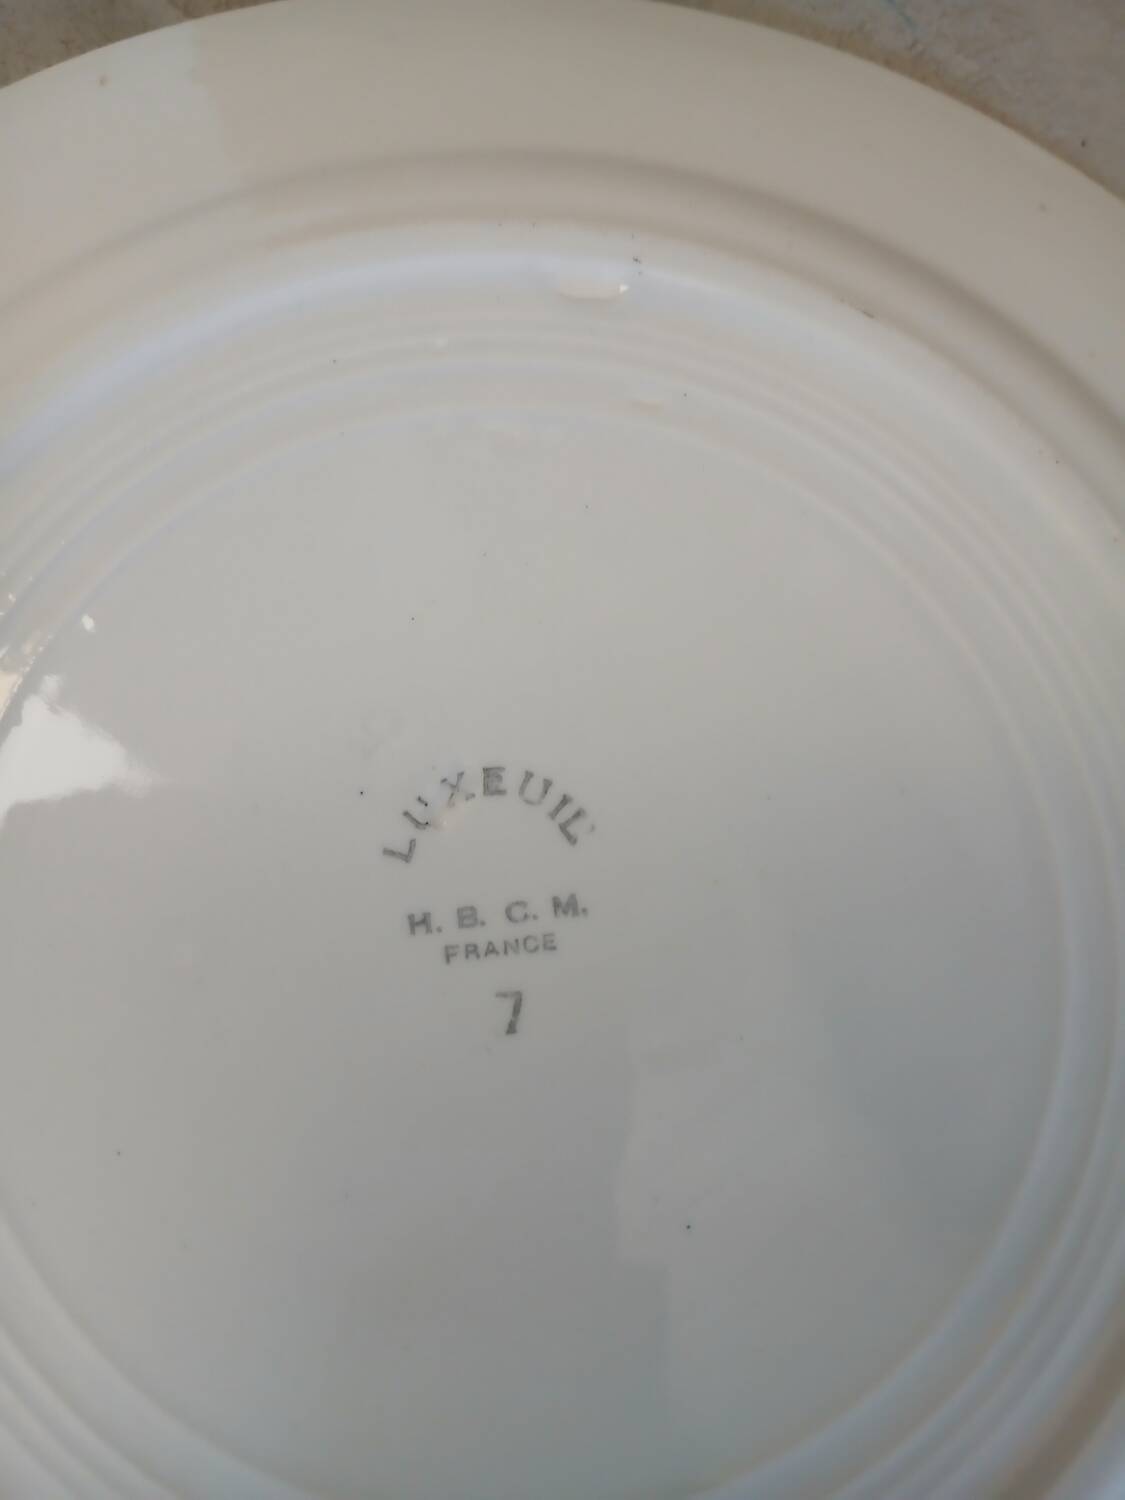 LUXEUIL
H. B. C. M.
FRANCE
7